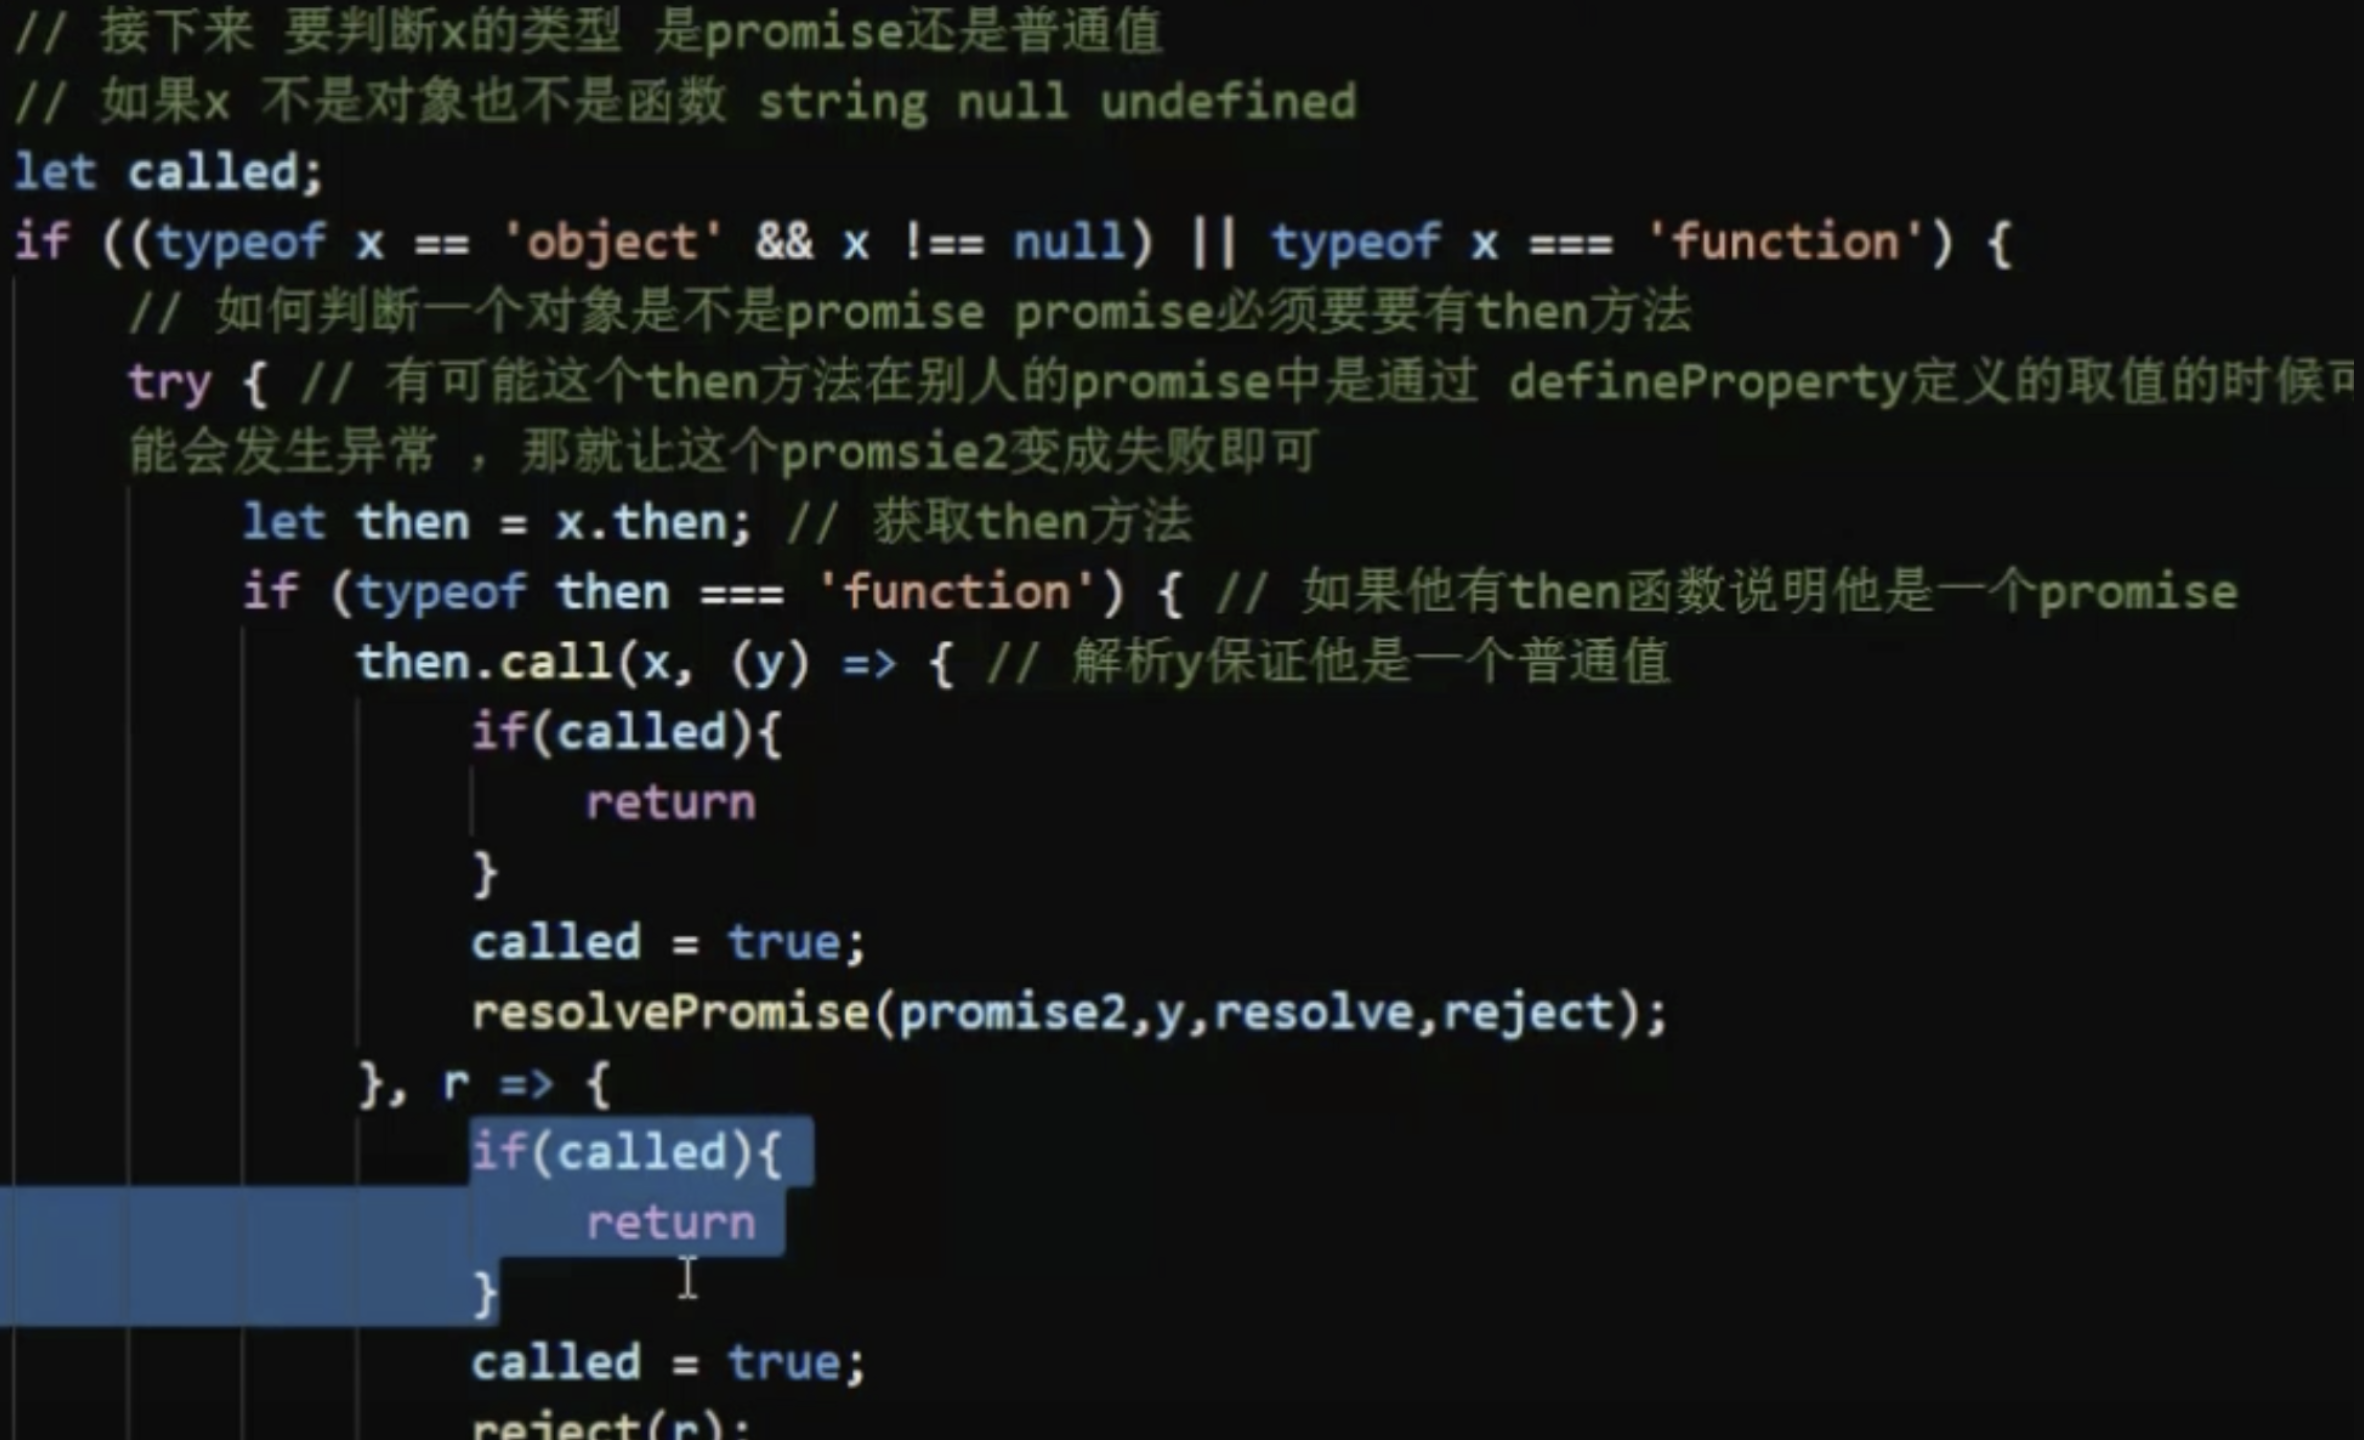 // 接下来 要判断x的类型 是promise还是普通值
// 如果x 不是对象也不是函数 string null undefined
let called;
if ((typeof x == 'object' && x !== null) || typeof x === 'function') {
// 如何判断一个对象是不是promise promise必须要要有then方法
try { // 有可能这个then方法在别人的promise中是通过 defineProperty定义的取值的时候可
能会发生异常 ，那就让这个promsie2变成失败即可
let then = x.then; // 获取then方法
if (typeof then === 'function') { // 如果他有then函数说明他是一个promise
then.call(x, (y) => { // 解析y保证他是一个普通值
if(called){
return
}
called = true;
resolvePromise(promise2,y,resolve,reject);
}, r => {
if(called){
return
}
called = true;
reject(r);